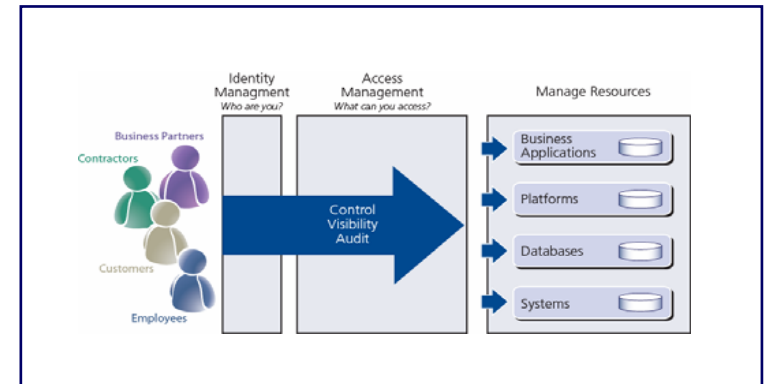 Identity
Managment
Who are you?
Access
Management
What can you access?
Manage Resources
Business Partners
Contractors
Customers
Employees
Control
Visibility
Audit
Business
Applications
Platforms
Databases
Systems